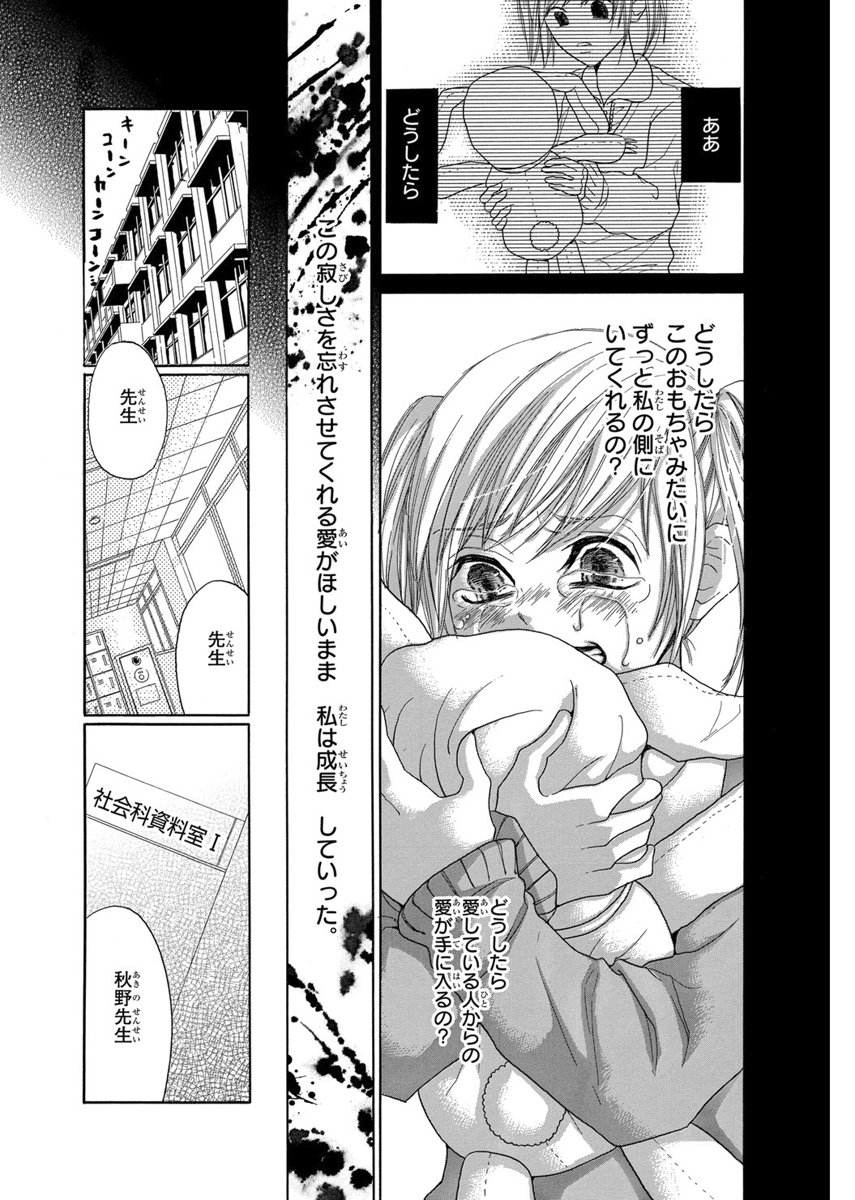 ああ
どうしたら
どうしたら
このおもちゃみたいに
ずっと私の側に
いてくれるの？
どうしたら
愛している人からの
愛が手に入るの？
この寂しさを忘れさせてくれる愛がほしいまま　私は成長　していった。
キーン
コーン
カーンコーン…
先生
先生
社会科資料室Ⅰ
秋野先生